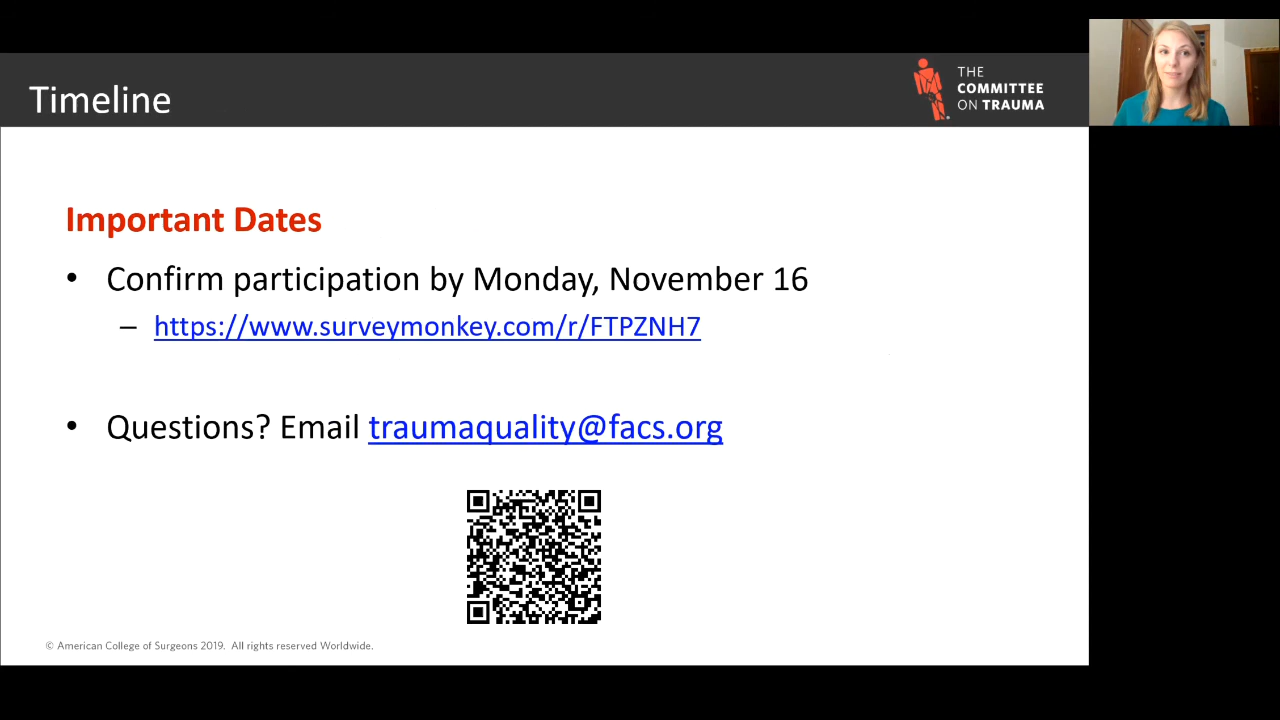 Timeline
THE
COMMITTEE
ON TRAUMA
Important Dates
• Confirm participation by Monday, November 16
– https://www.surveymonkey.com/r/FTPZNH7
• Questions? Email traumaquality@facs.org
© American College of Surgeons 2019. All rights reserved Worldwide.